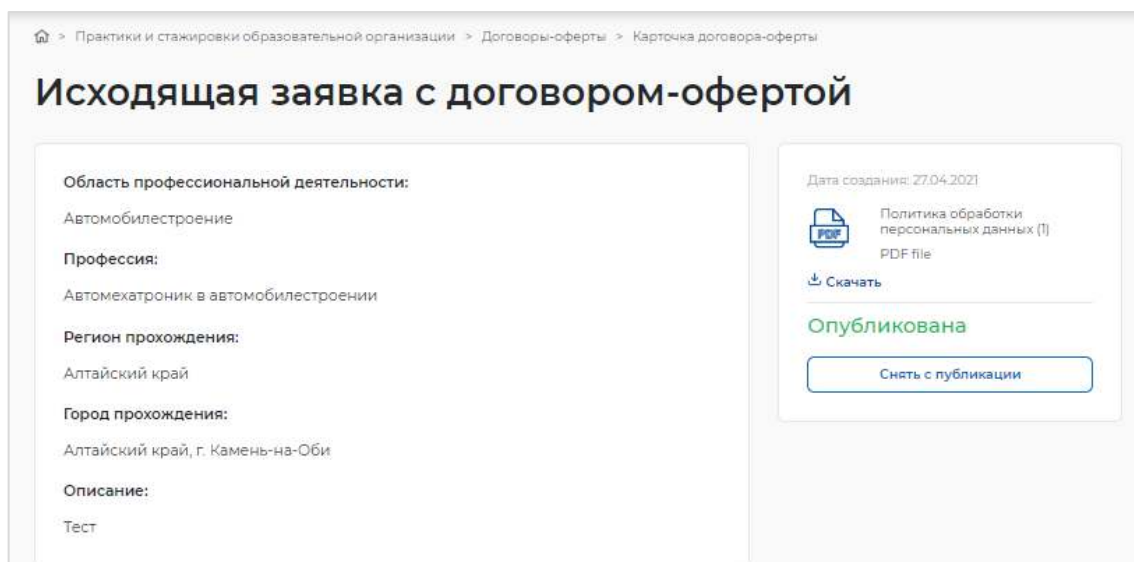 > Практики и стажировки образовательной организации > Договоры-оферты > Карточка договора-оферты
Исходящая заявка с договором-офертой
Область профессиональной деятельности:
Автомобилестроение
Профессия:
Автомехатроник в автомобилестроении
Регион прохождения:
Алтайский край
Город прохождения:
Алтайский край, г. Камень-на-Оби
Описание:
Тест
Дата создания: 27.04.2021
PDF
Политика обработки
персональных данных (1)
PDF file
Скачать
Опубликована
Снять с публикации